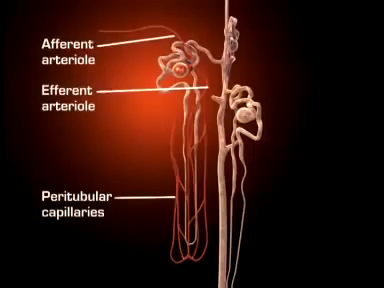 Afferent
arteriole
Efferent
arteriole
Peritubular
capillaries